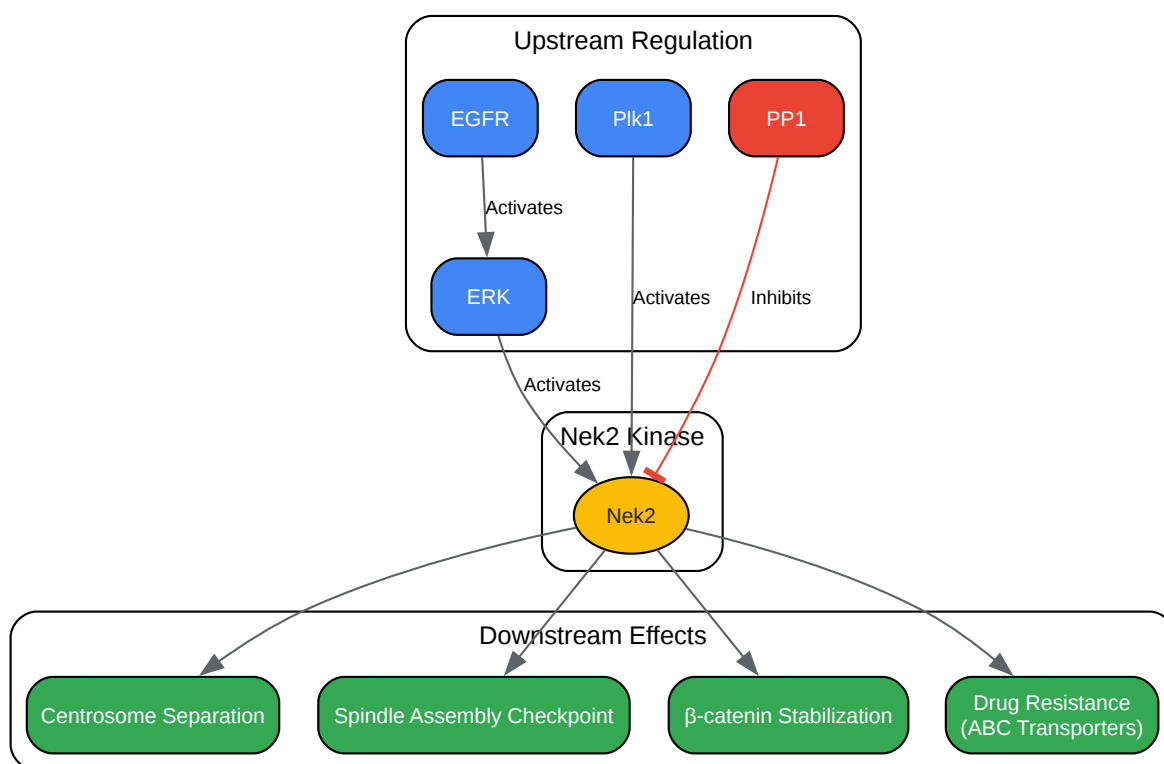 Upstream Regulation
EGFR
Plk1
PP1
Activates
ERK
Activates
Inhibits
Activates
Nek2 Kinase
Nek2
Downstream Effects
Centrosome Separation
Spindle Assembly Checkpoint
β-catenin Stabilization
Drug Resistance
(ABC Transporters)